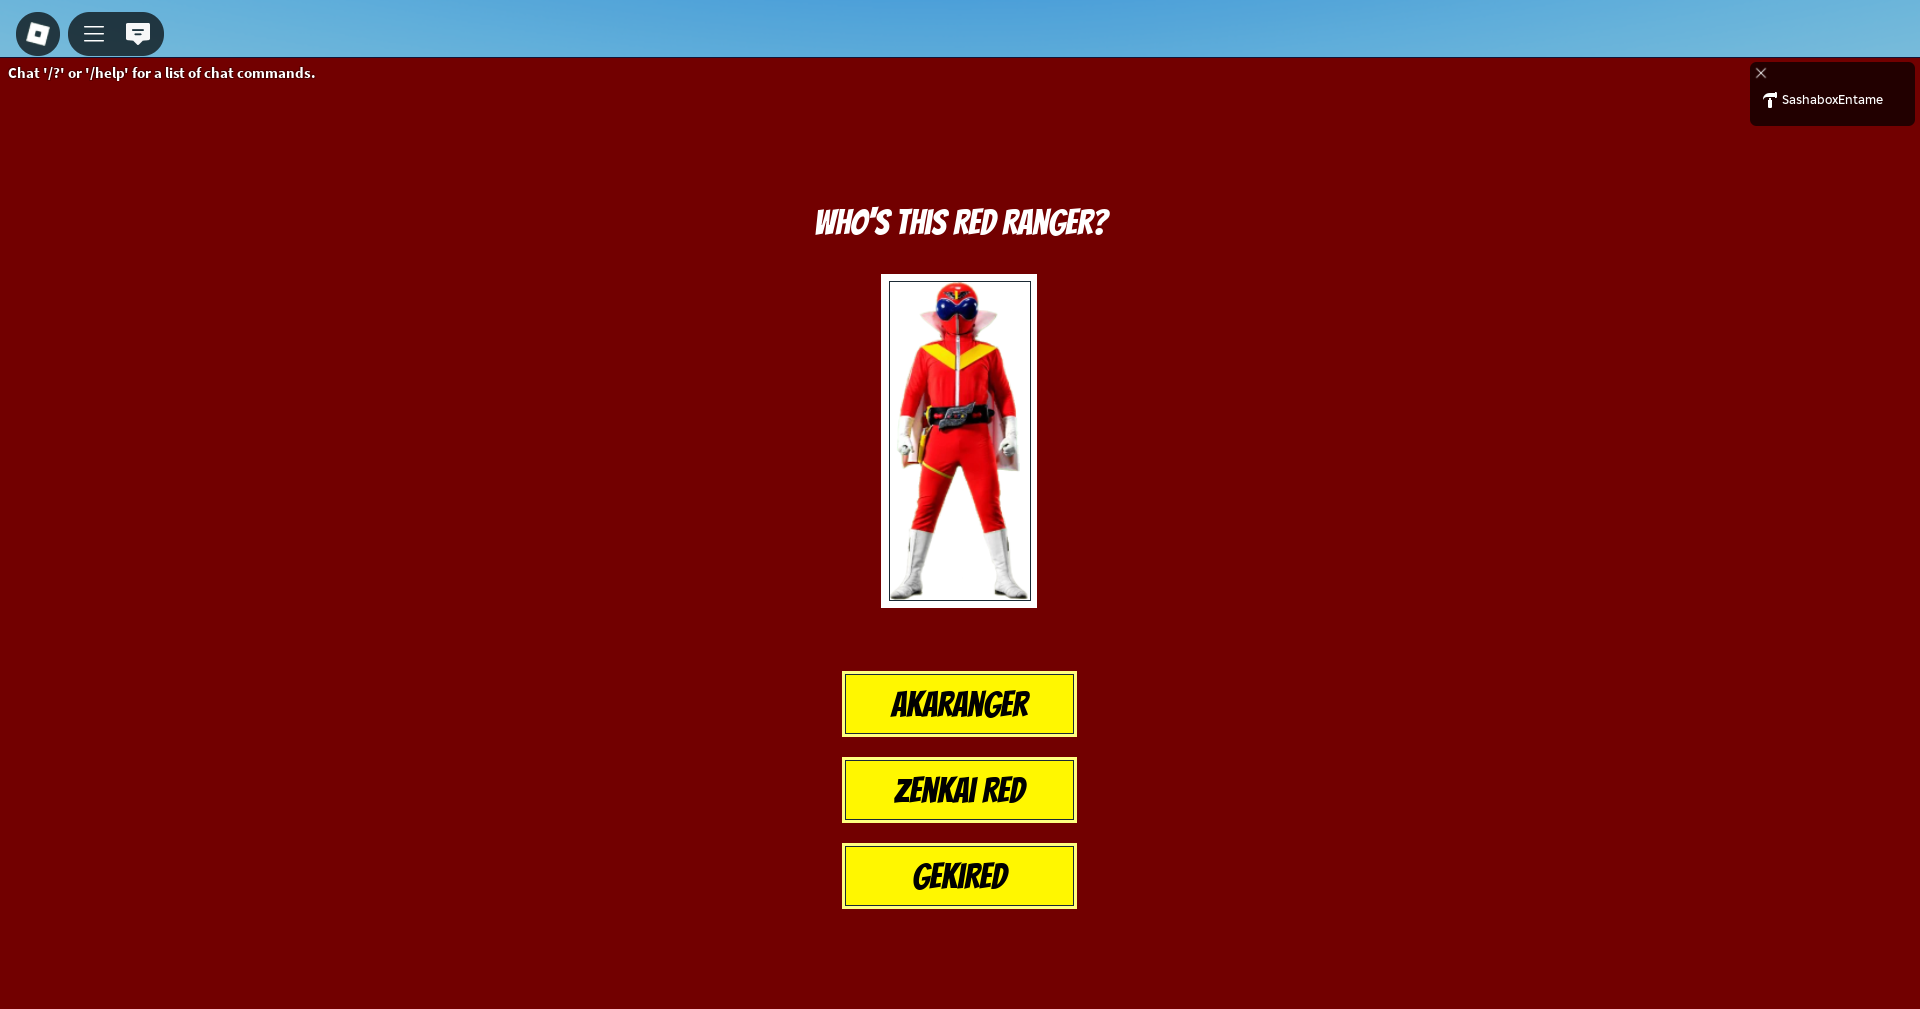 Chat '/?' or '/help' for a list of chat commands.
SashaboxEntame
WHO'S THIS RED RANGER?
AKARANGER
ZENKAI RED
GEKIRED